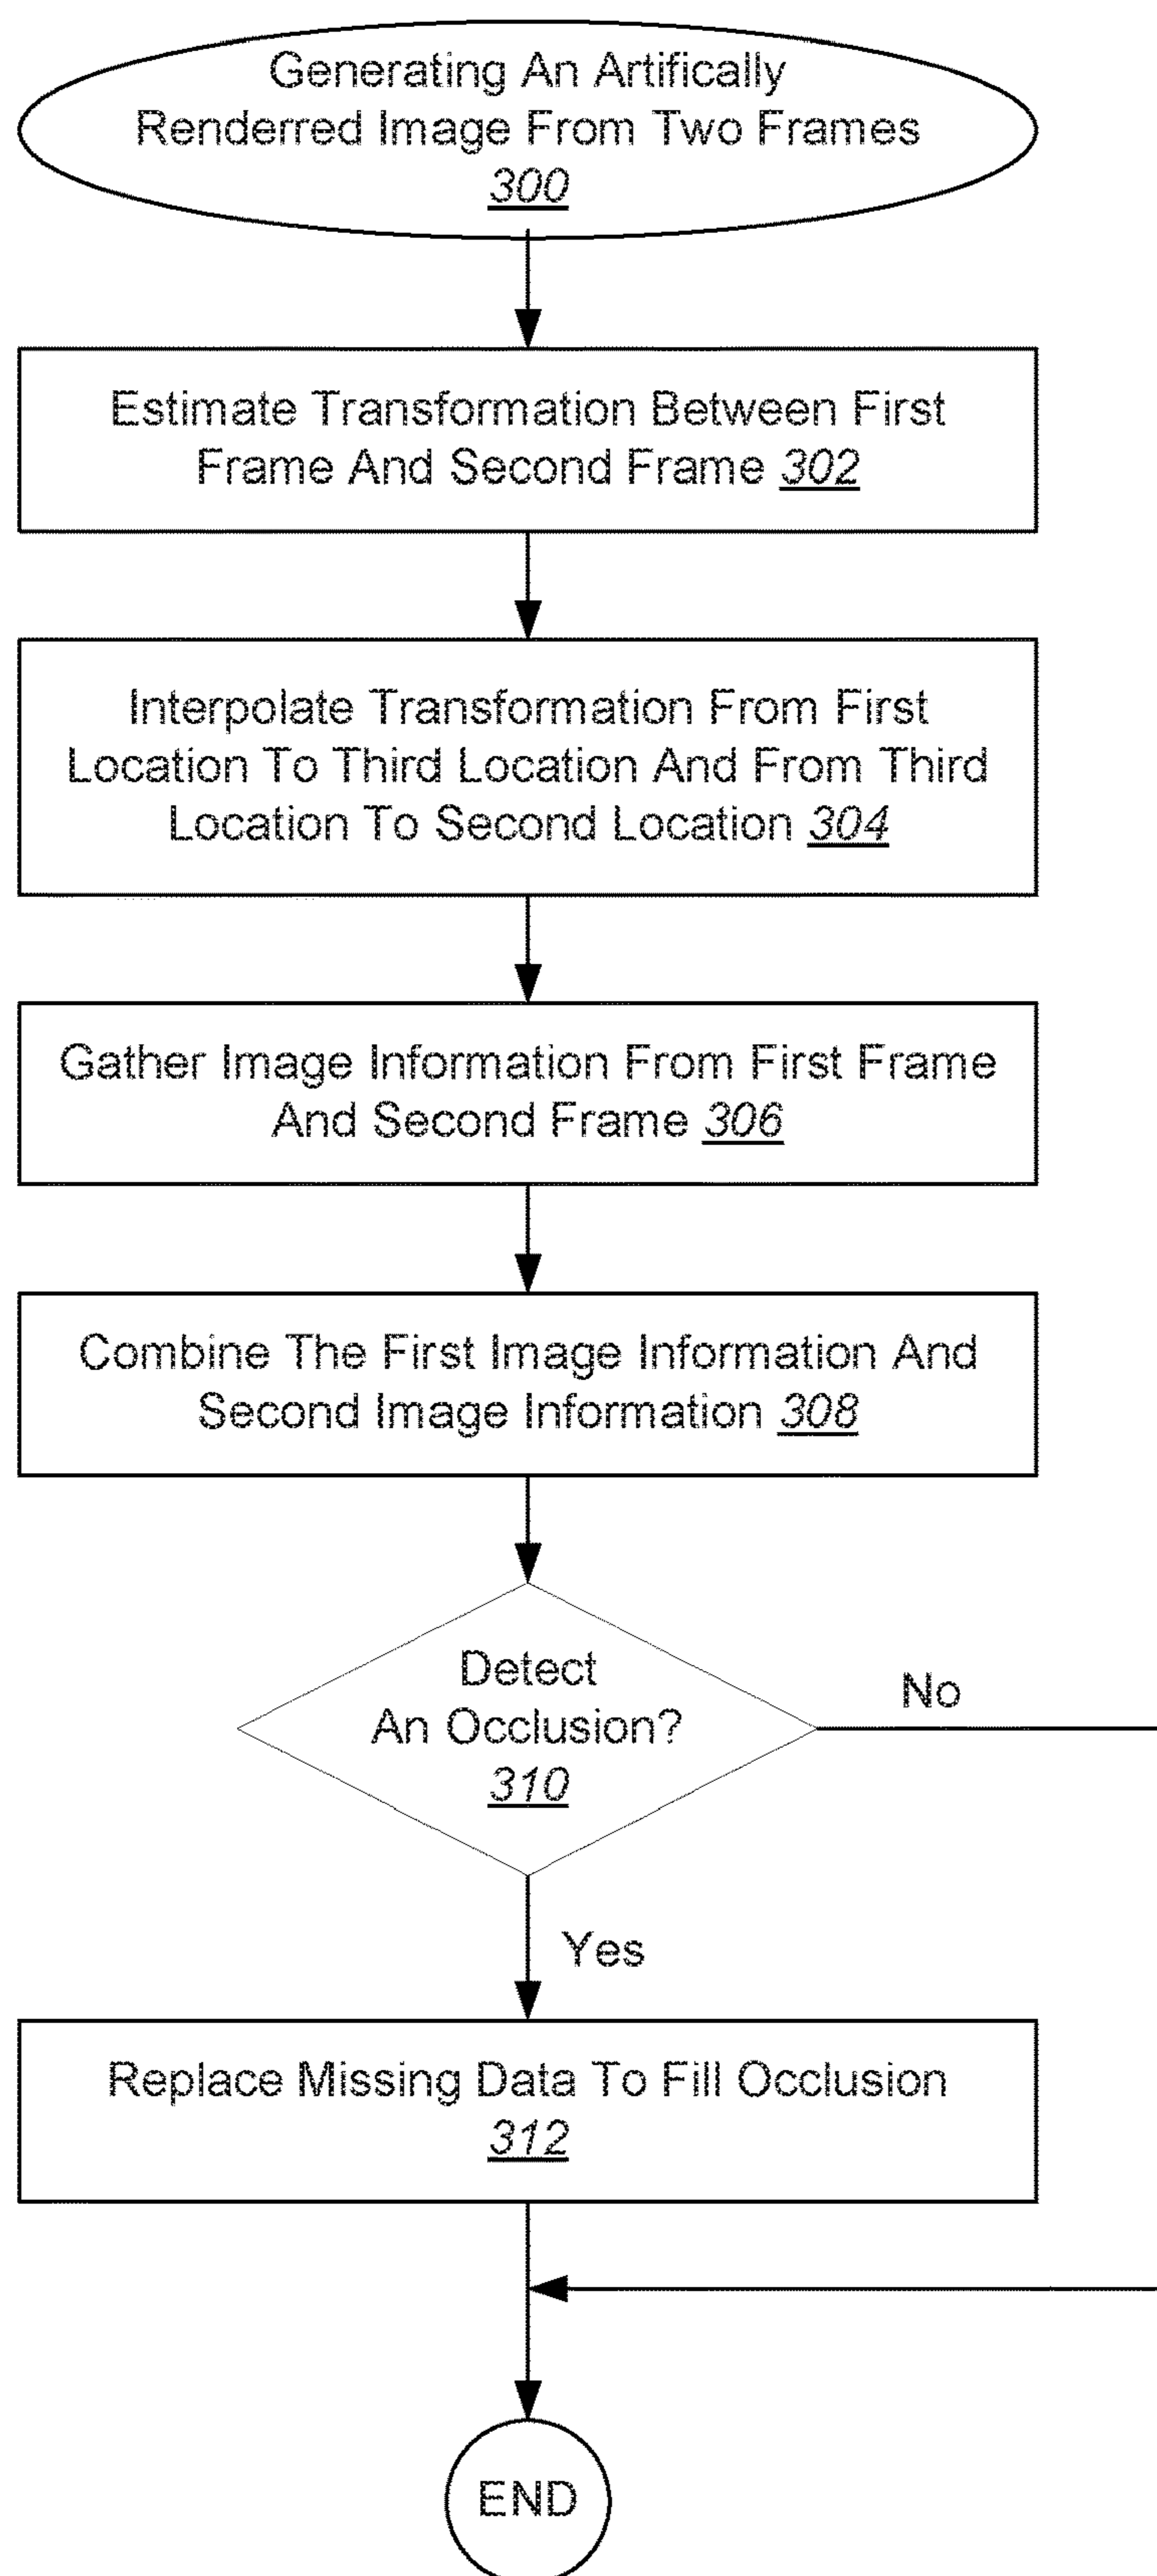 Generating An Artifically
Renderred Image From Two Frames
300
Estimate Transformation Between First
Frame And Second Frame 302
Interpolate Transformation From First
Location To Third Location And From Third
Location To Second Location 304
Gather Image Information From First Frame
And Second Frame 306
Combine The First Image Information And
Second Image Information 308
Detect
An Occlusion?
310
No
Yes
Replace Missing Data To Fill Occlusion
312
END